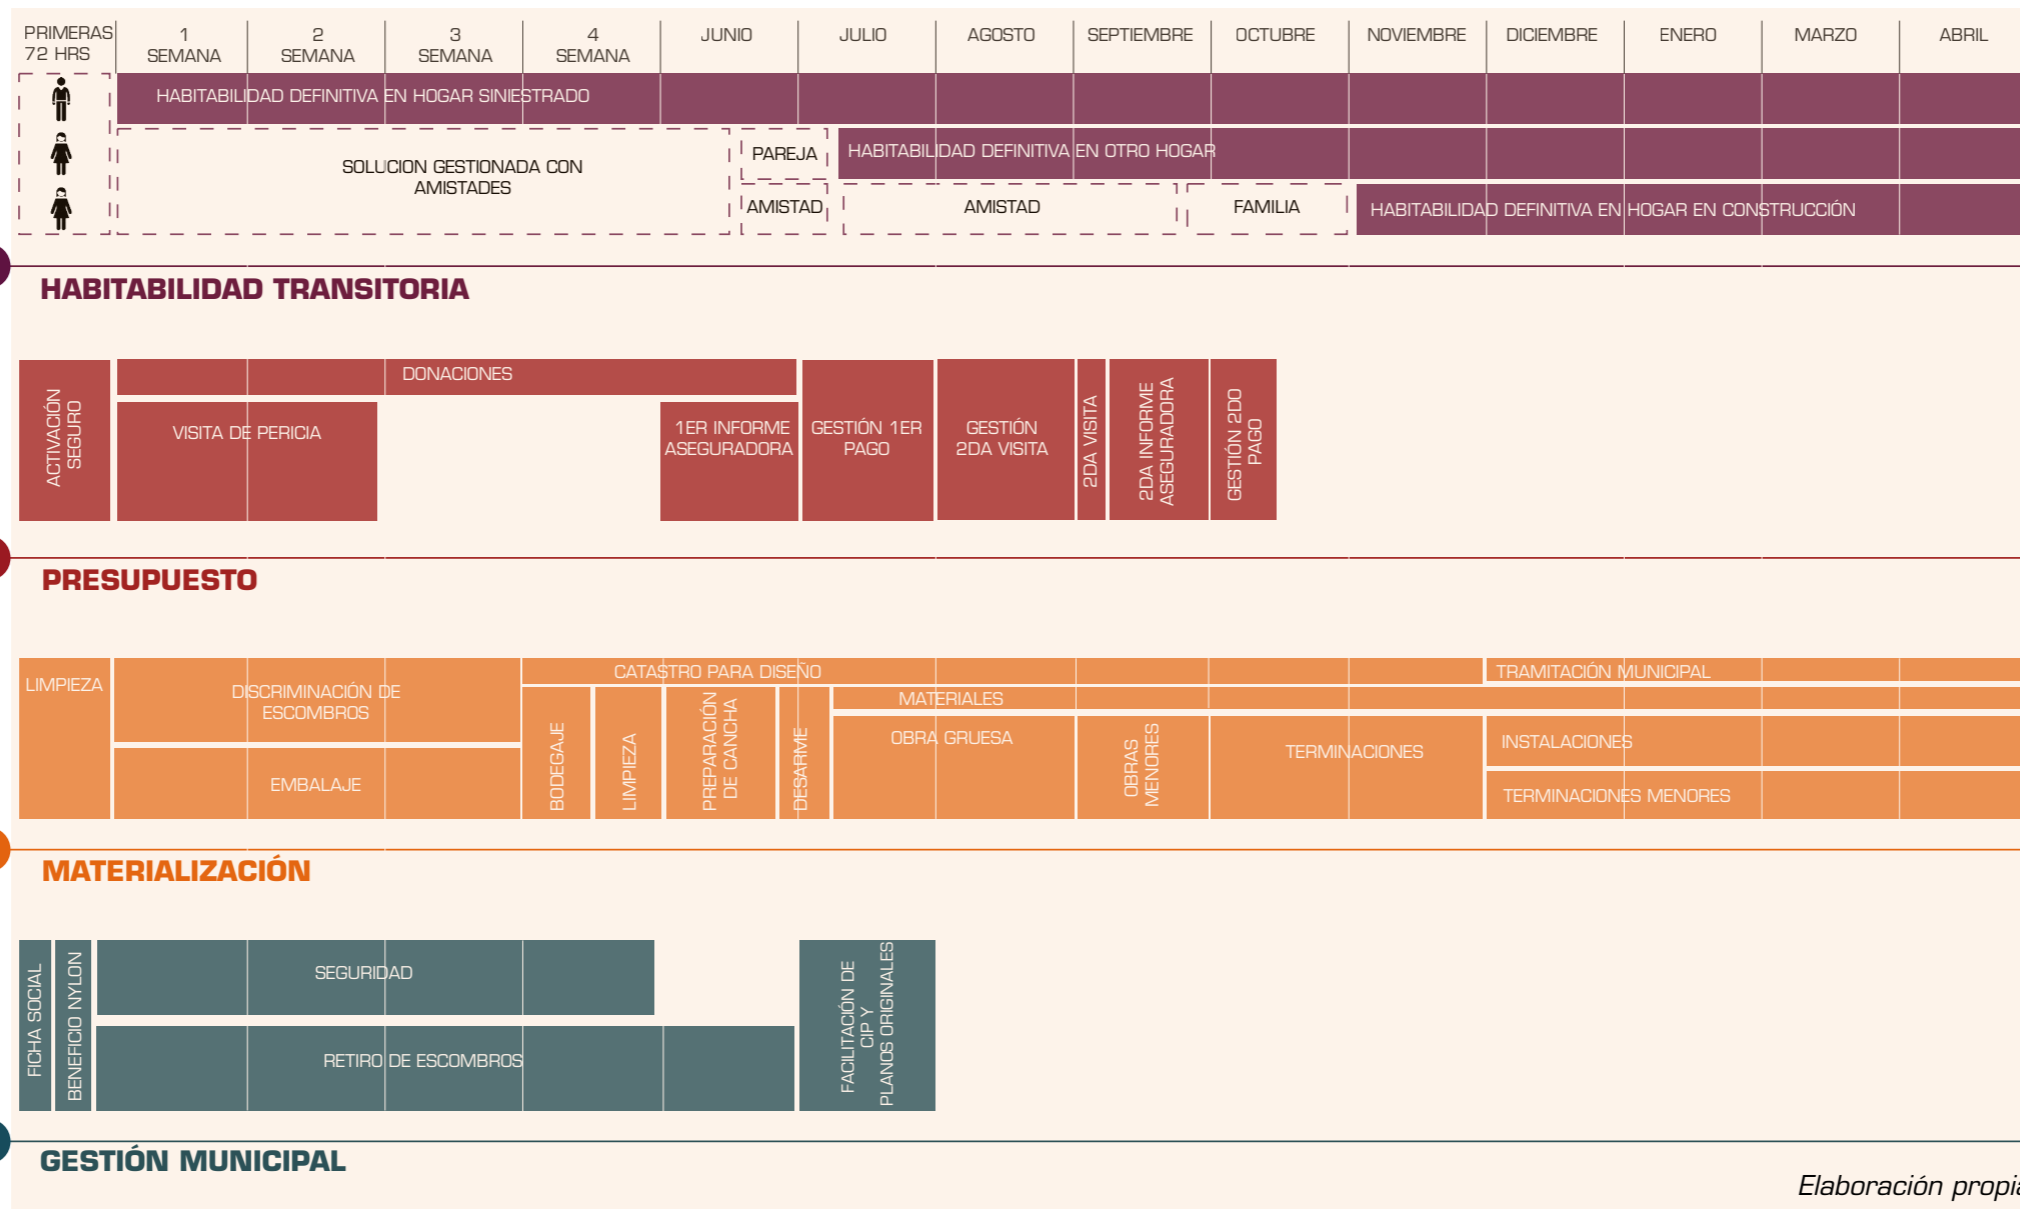 PRIMERAS
72 HRS
1
SEMANA
2
SEMANA
3
SEMANA
4
SEMANA
JUNIO
JULIO
AGOSTO
SEPTIEMBRE
OCTUBRE
NOVIEMBRE
DICIEMBRE
ENERO
MARZO
ABRIL
HABITABILIDAD DEFINITIVA EN HOGAR SINIESTRADO
SOLUCION GESTIONADA CON
AMISTADES
PAREJA
HABITABILIDAD DEFINITIVA EN OTRO HOGAR
AMISTAD
AMISTAD
FAMILIA
HABITABILIDAD DEFINITIVA EN HOGAR EN CONSTRUCCIÓN
HABITABILIDAD TRANSITORIA
ACTIVACIÓN
SEGURO
DONACIONES
VISITA DE PERICIA
1ER INFORME
ASEGURADORA
GESTIÓN 1ER
PAGO
GESTIÓN
2DA VISITA
2DA VISITA
2DA INFORME
ASEGURADORA
GESTIÓN 2DO
PAGO
PRESUPUESTO
LIMPIEZA
DISCRIMINACIÓN DE
ESCOMBROS
EMBALAJE
CATASTRO PARA DISEÑO
TRAMITACIÓN MUNICIPAL
BODEGAJE
LIMPIEZA
PREPARACIÓN
DE CANCHA
DESARME
MATERIALES
OBRA GRUESA
OBRAS
MENORES
TERMINACIONES
INSTALACIONES
TERMINACIONES MENORES
MATERIALIZACIÓN
FICHA SOCIAL
BENEFICIO NYLON
SEGURIDAD
RETIRO DE ESCOMBROS
FACILITACIÓN DE
CIP Y
PLANOS ORIGINALES
GESTIÓN MUNICIPAL
Elaboración propia